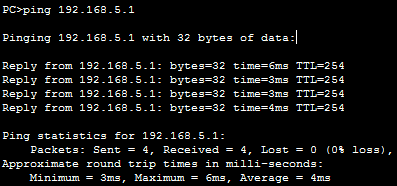 PC>ping 192.168.5.1
Pinging 192.168.5.1 with 32 bytes of data:
Reply from 192.168.5.1: bytes=32 time=6ms TTL=254
Reply from 192.168.5.1: bytes=32 time=3ms TTL=254
Reply from 192.168.5.1: bytes=32 time=3ms TTL=254
Reply from 192.168.5.1: bytes=32 time=4ms TTL=254
Ping statistics for 192.168.5.1:
    Packets: Sent = 4, Received = 4, Lost = 0 (0% loss),
Approximate round trip times in milli-seconds:
    Minimum = 3ms, Maximum = 6ms, Average = 4ms